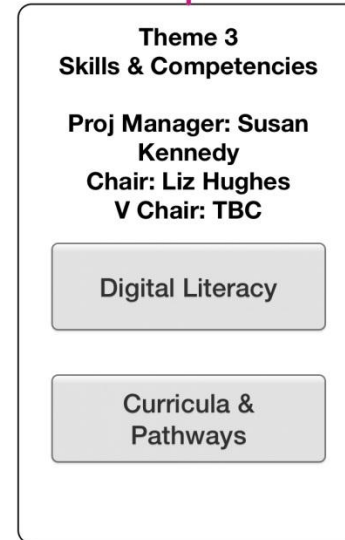 Theme 3
Skills & Competencies
Proj Manager: Susan
Kennedy
Chair: Liz Hughes
V Chair: TBC
Digital Literacy
Curricula &
Pathways